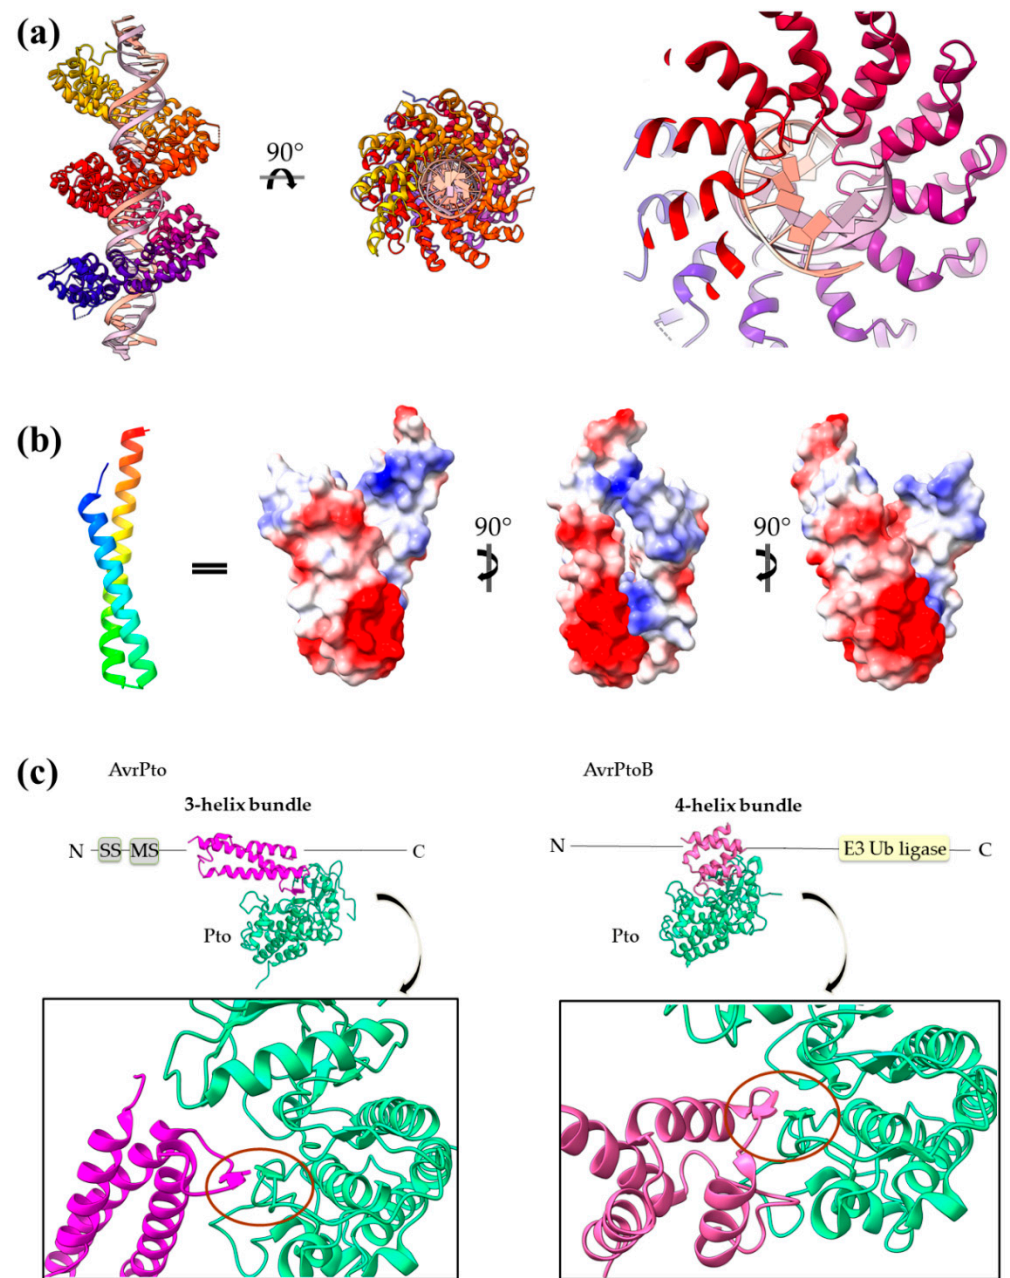 (a)
90°
(b)
=
90°
90°
(c)
AvrPto
AvrPtoB
3-helix bundle
4-helix bundle
N SS MS C
N E3 Ub ligase C
Pto
Pto